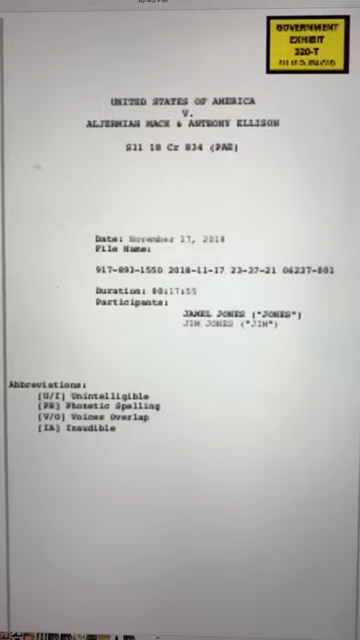 GOVERNMENT
EXHIBIT
320-T
UNITED STATES OF AMERICA
V.
ALJERMIAH MACK & ANTHONY ELLISON
S11 18 Cr 834 (PAE)
Date: November 17, 2018
File Name:
917-893-1550 2018-11-17 23-37-21 06237-001
Duration: 00:17:55
Participants:
JAMEL JONES ("JONES")
JIM JONES ("JIM")
Abbreviations:
[U/I] Unintelligible
[PH] Phonetic Spelling
[V/O] Voices Overlap
[IA] Inaudible